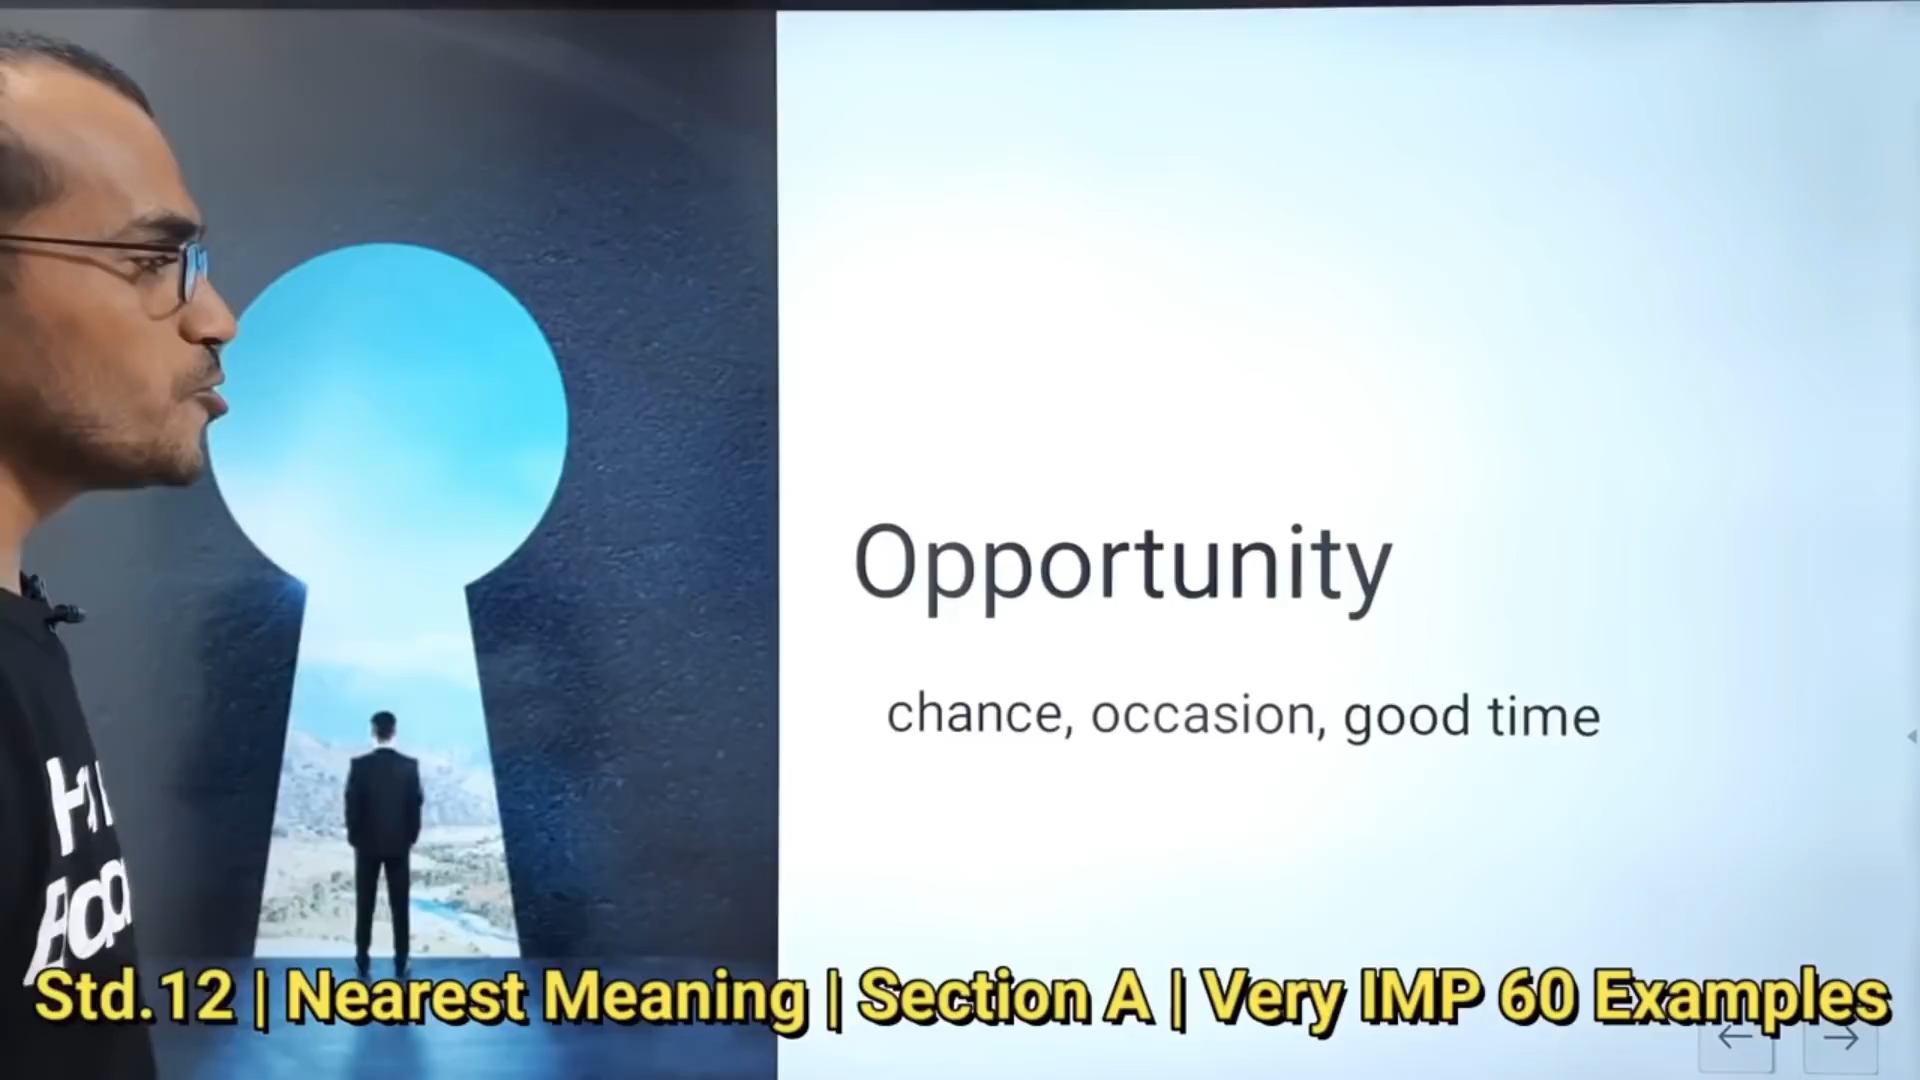 Opportunity
chance, occasion, good time
Std.12 | Nearest Meaning | Section A | Very IMP 60 Examples